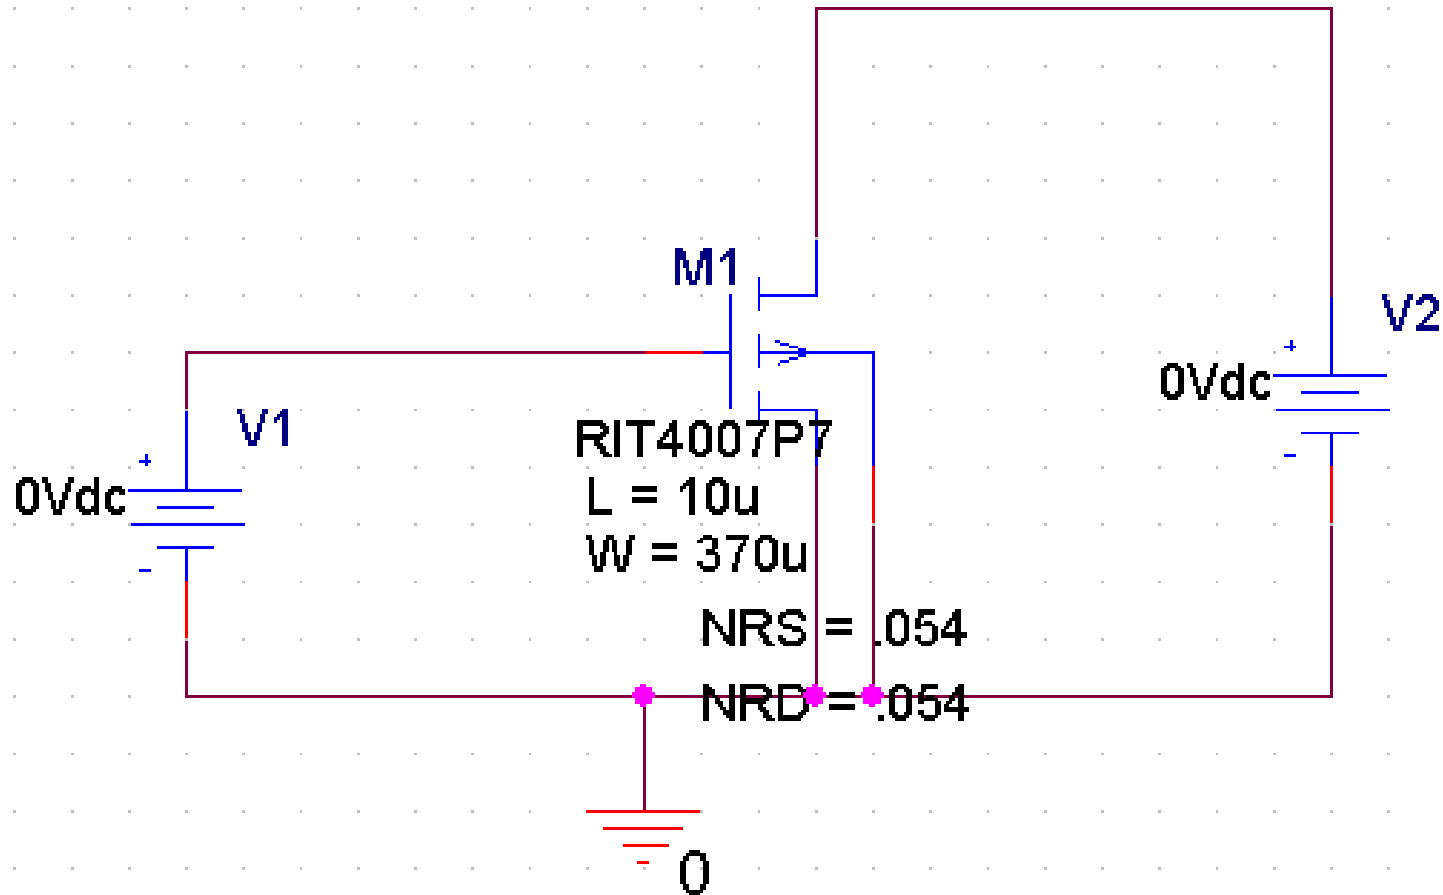 M1
V2
+
0Vdc
-
V1
+
0Vdc
-
RIT4007P7
L = 10u
W = 370u
NRS = .054
NRD = .054
0